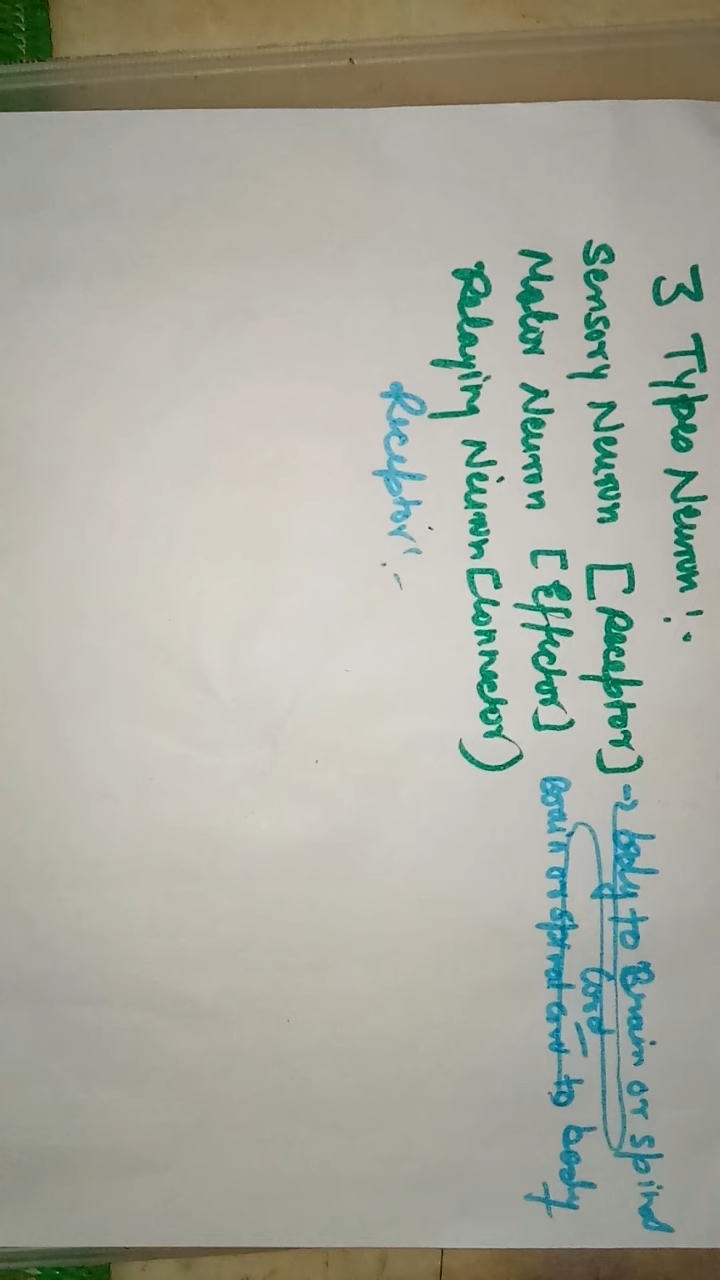 3 Types Neuron :-
Sensory Neuron [Receptor] → body to Brain or spinal
Cord
Motor Neuron [Effector] Brain or spinal cord to body
Relaying Neuron (Connector)
Receptor :-